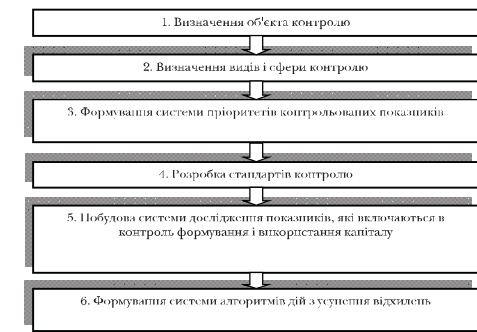 1. Визначення об'єкта контролю
2. Визначення видів і сфери контролю
3. Формування системи пріоритетів контрольованих показників
4. Розробка стандартів контролю
5. Побудова системи дослідження показників, які включаються в
контроль формування і використання капіталу
6. Формування системи алгоритмів дій з усунення відхилень